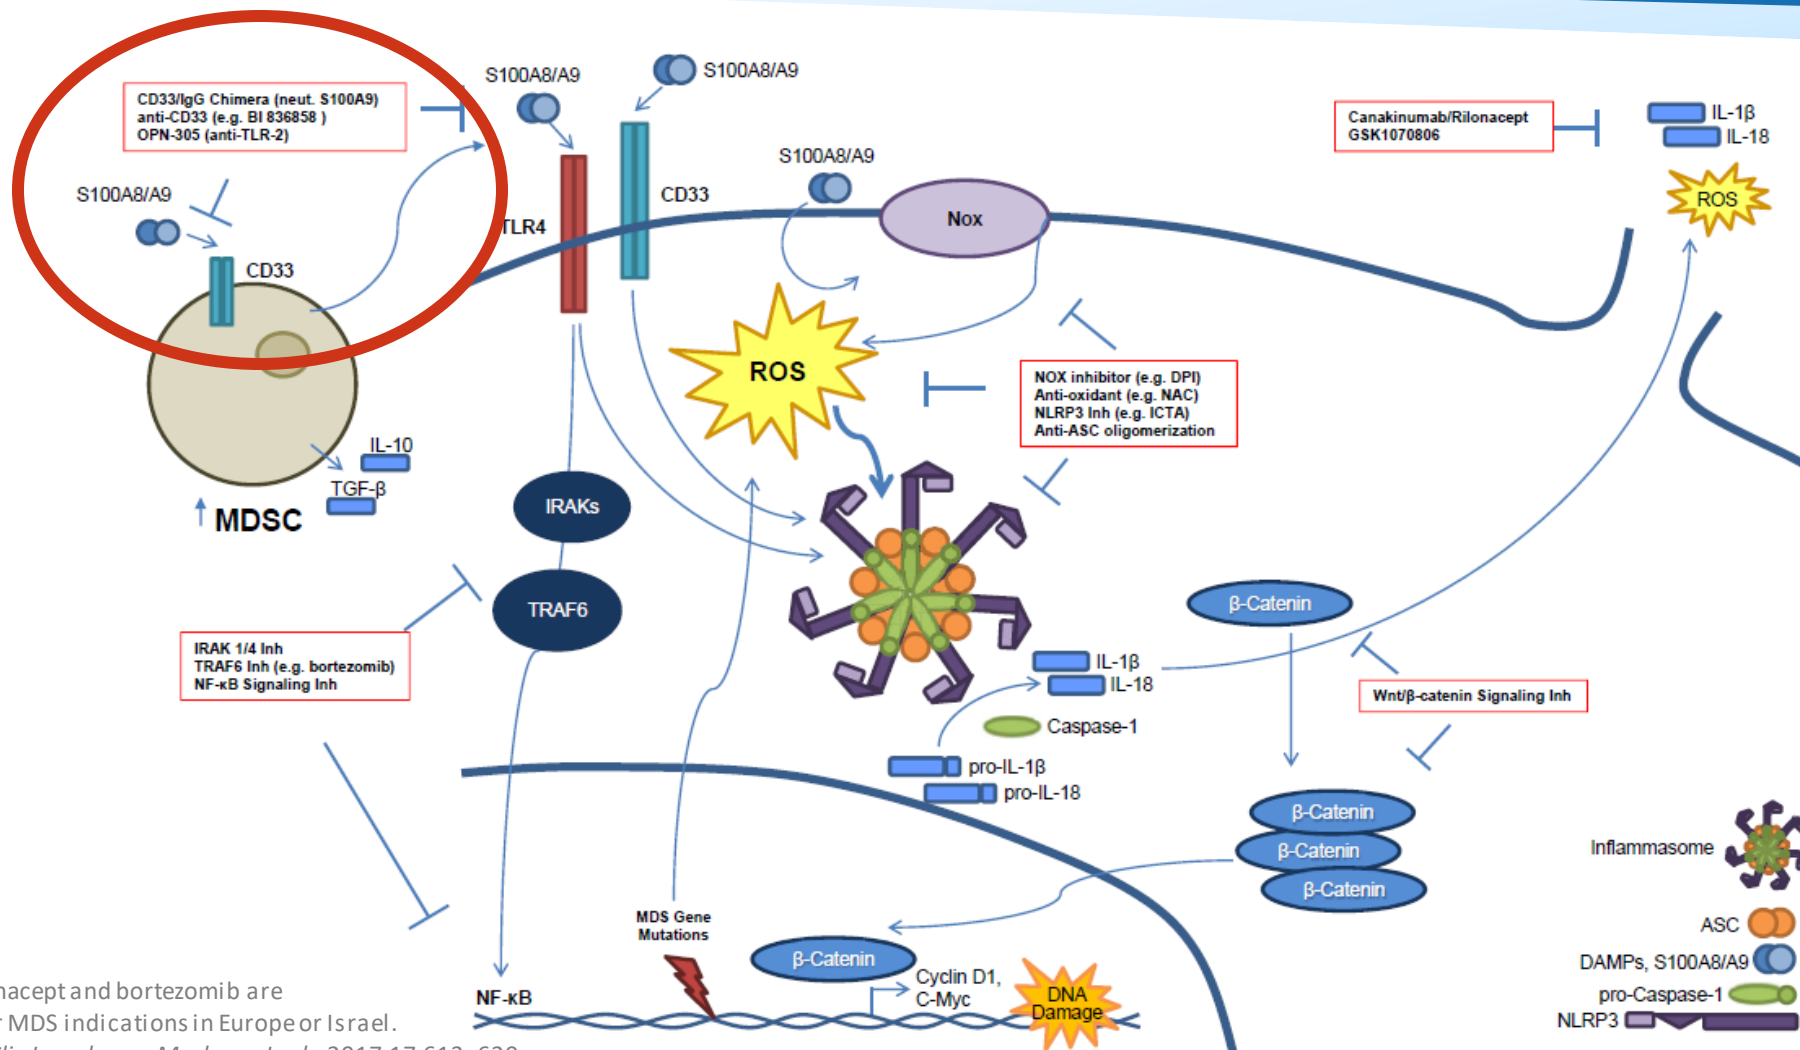 CD33/IgG Chimera (neut. S100A9)
anti-CD33 (e.g. BI 836858 )
OPN-305 (anti-TLR-2)
S100A8/A9
CD33
IL-10
TGF-β
MDSC
S100A8/A9
S100A8/A9
TLR4
CD33
S100A8/A9
Nox
ROS
Canakinumab/Rilonacept
GSK1070806
IL-1β
IL-18
ROS
NOX inhibitor (e.g. DPI)
Anti-oxidant (e.g. NAC)
NLRP3 Inh (e.g. ICTA)
Anti-ASC oligomerization
IRAKs
TRAF6
IRAK 1/4 Inh
TRAF6 Inh (e.g. bortezomib)
NF-κB Signaling Inh
IL-1β
IL-18
Caspase-1
pro-IL-1β
pro-IL-18
β-Catenin
Wnt/β-catenin Signaling Inh
β-Catenin
β-Catenin
β-Catenin
MDS Gene
Mutations
β-Catenin
Cyclin D1,
C-Myc
DNA
Damage
NF-κB
Inflammasome
ASC
DAMPs, S100A8/A9
pro-Caspase-1
NLRP3
nacept and bortezomib are
MDS indications in Europe or Israel.